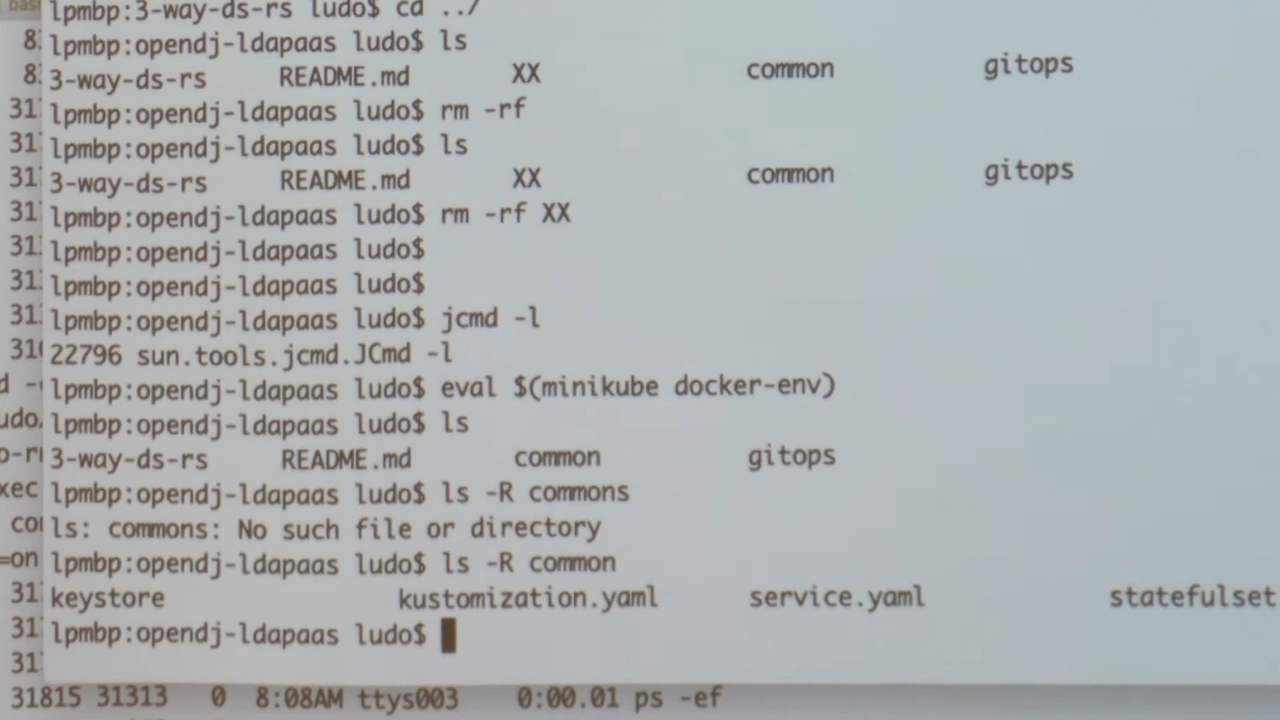 lpmbp:3-way-ds-rs ludo$ cd ../
lpmbp:opendj-ldapaas ludo$ ls
3-way-ds-rs README.md XX common gitops
lpmbp:opendj-ldapaas ludo$ rm -rf
lpmbp:opendj-ldapaas ludo$ ls
3-way-ds-rs README.md XX common gitops
lpmbp:opendj-ldapaas ludo$ rm -rf XX
lpmbp:opendj-ldapaas ludo$
lpmbp:opendj-ldapaas ludo$
lpmbp:opendj-ldapaas ludo$ jcmd -l
22796 sun.tools.jcmd.JCmd -l
lpmbp:opendj-ldapaas ludo$ eval $(minikube docker-env)
lpmbp:opendj-ldapaas ludo$ ls
3-way-ds-rs README.md common gitops
lpmbp:opendj-ldapaas ludo$ ls -R commons
ls: commons: No such file or directory
lpmbp:opendj-ldapaas ludo$ ls -R common
keystore kustomization.yaml service.yaml statefulset
lpmbp:opendj-ldapaas ludo$
31815 31313 0 8:08AM ttys003 0:00.01 ps -ef